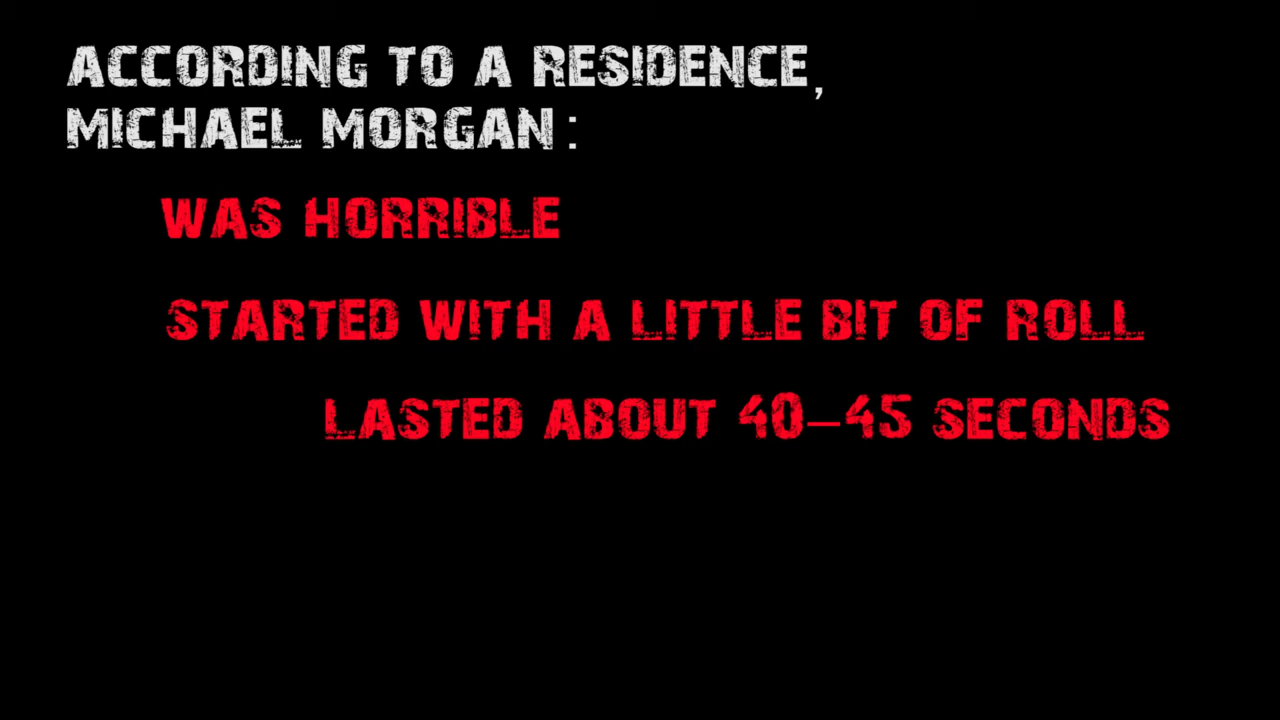 ACCORDING TO A RESIDENCE,
MICHAEL MORGAN:
WAS HORRIBLE
STARTED WITH A LITTLE BIT OF ROLL
LASTED ABOUT 40–45 SECONDS